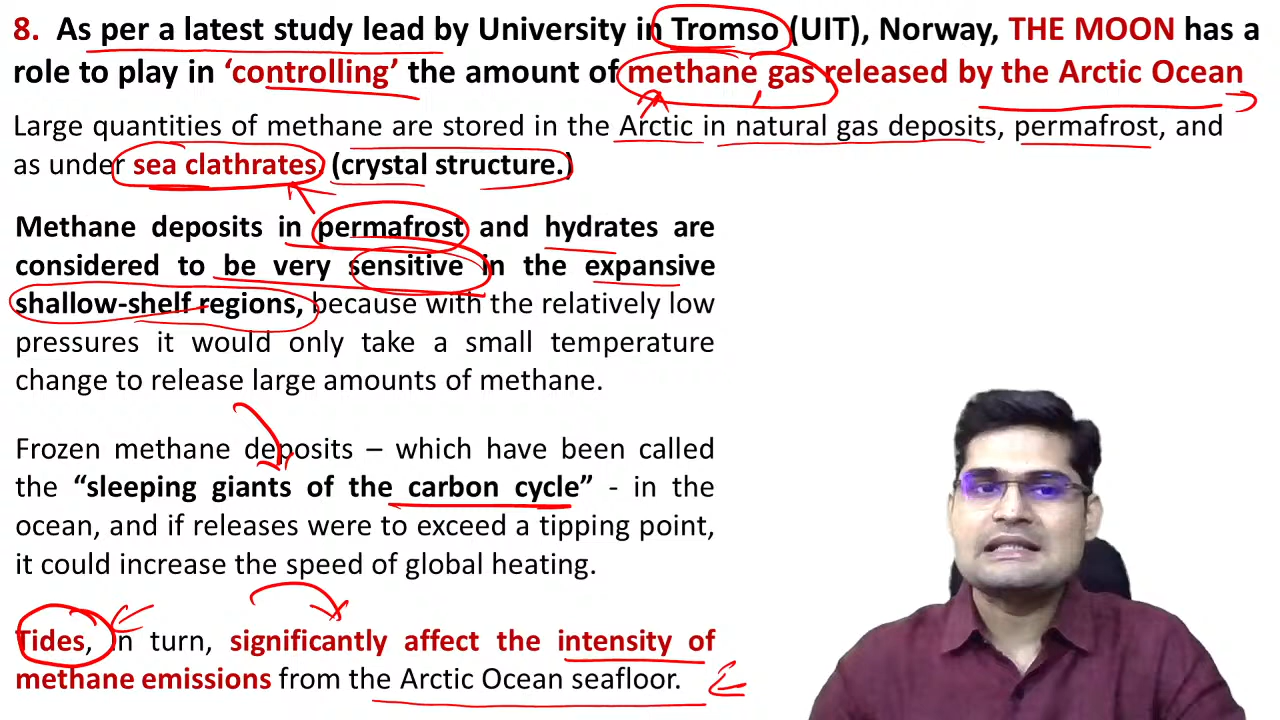 8. As per a latest study lead by University in Tromso (UIT), Norway, THE MOON has a
role to play in ‘controlling’ the amount of methane gas released by the Arctic Ocean
Large quantities of methane are stored in the Arctic in natural gas deposits, permafrost, and
as under sea clathrates (crystal structure.)
Methane deposits in permafrost and hydrates are
considered to be very sensitive in the expansive
shallow-shelf regions, because with the relatively low
pressures it would only take a small temperature
change to release large amounts of methane.
Frozen methane deposits – which have been called
the “sleeping giants of the carbon cycle” - in the
ocean, and if releases were to exceed a tipping point,
it could increase the speed of global heating.
Tides, in turn, significantly affect the intensity of
methane emissions from the Arctic Ocean seafloor.